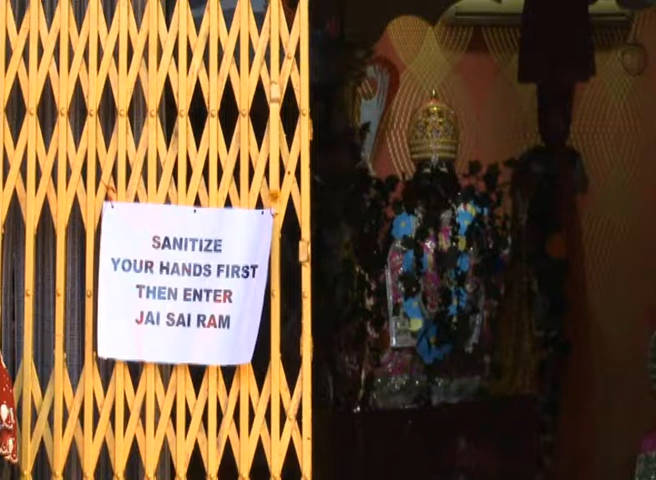 SANITIZE
YOUR HANDS FIRST
THEN ENTER
JAI SAI RAM